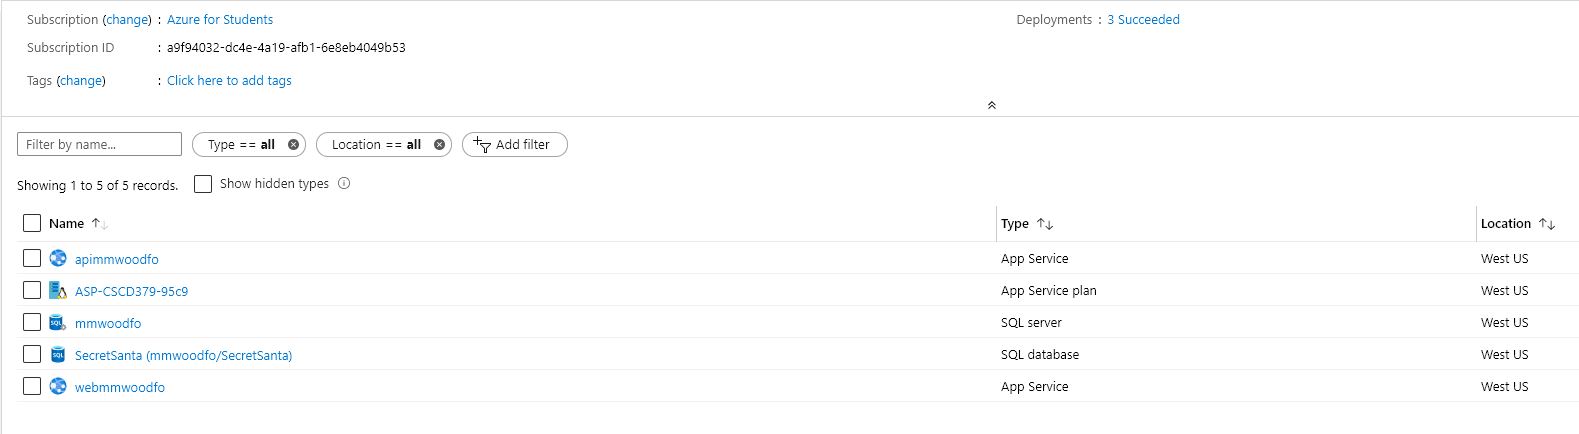 Subscription (change) : Azure for Students Deployments : 3 Succeeded
Subscription ID : a9f94032-dc4e-4a19-afb1-6e8eb4049b53
Tags (change) : Click here to add tags
Filter by name... Type == all Location == all Add filter
Showing 1 to 5 of 5 records. Show hidden types
Name Type Location
apimmwoodfo App Service West US
ASP-CSCD379-95c9 App Service plan West US
mmwoodfo SQL server West US
SecretSanta (mmwoodfo/SecretSanta) SQL database West US
webmmwoodfo App Service West US